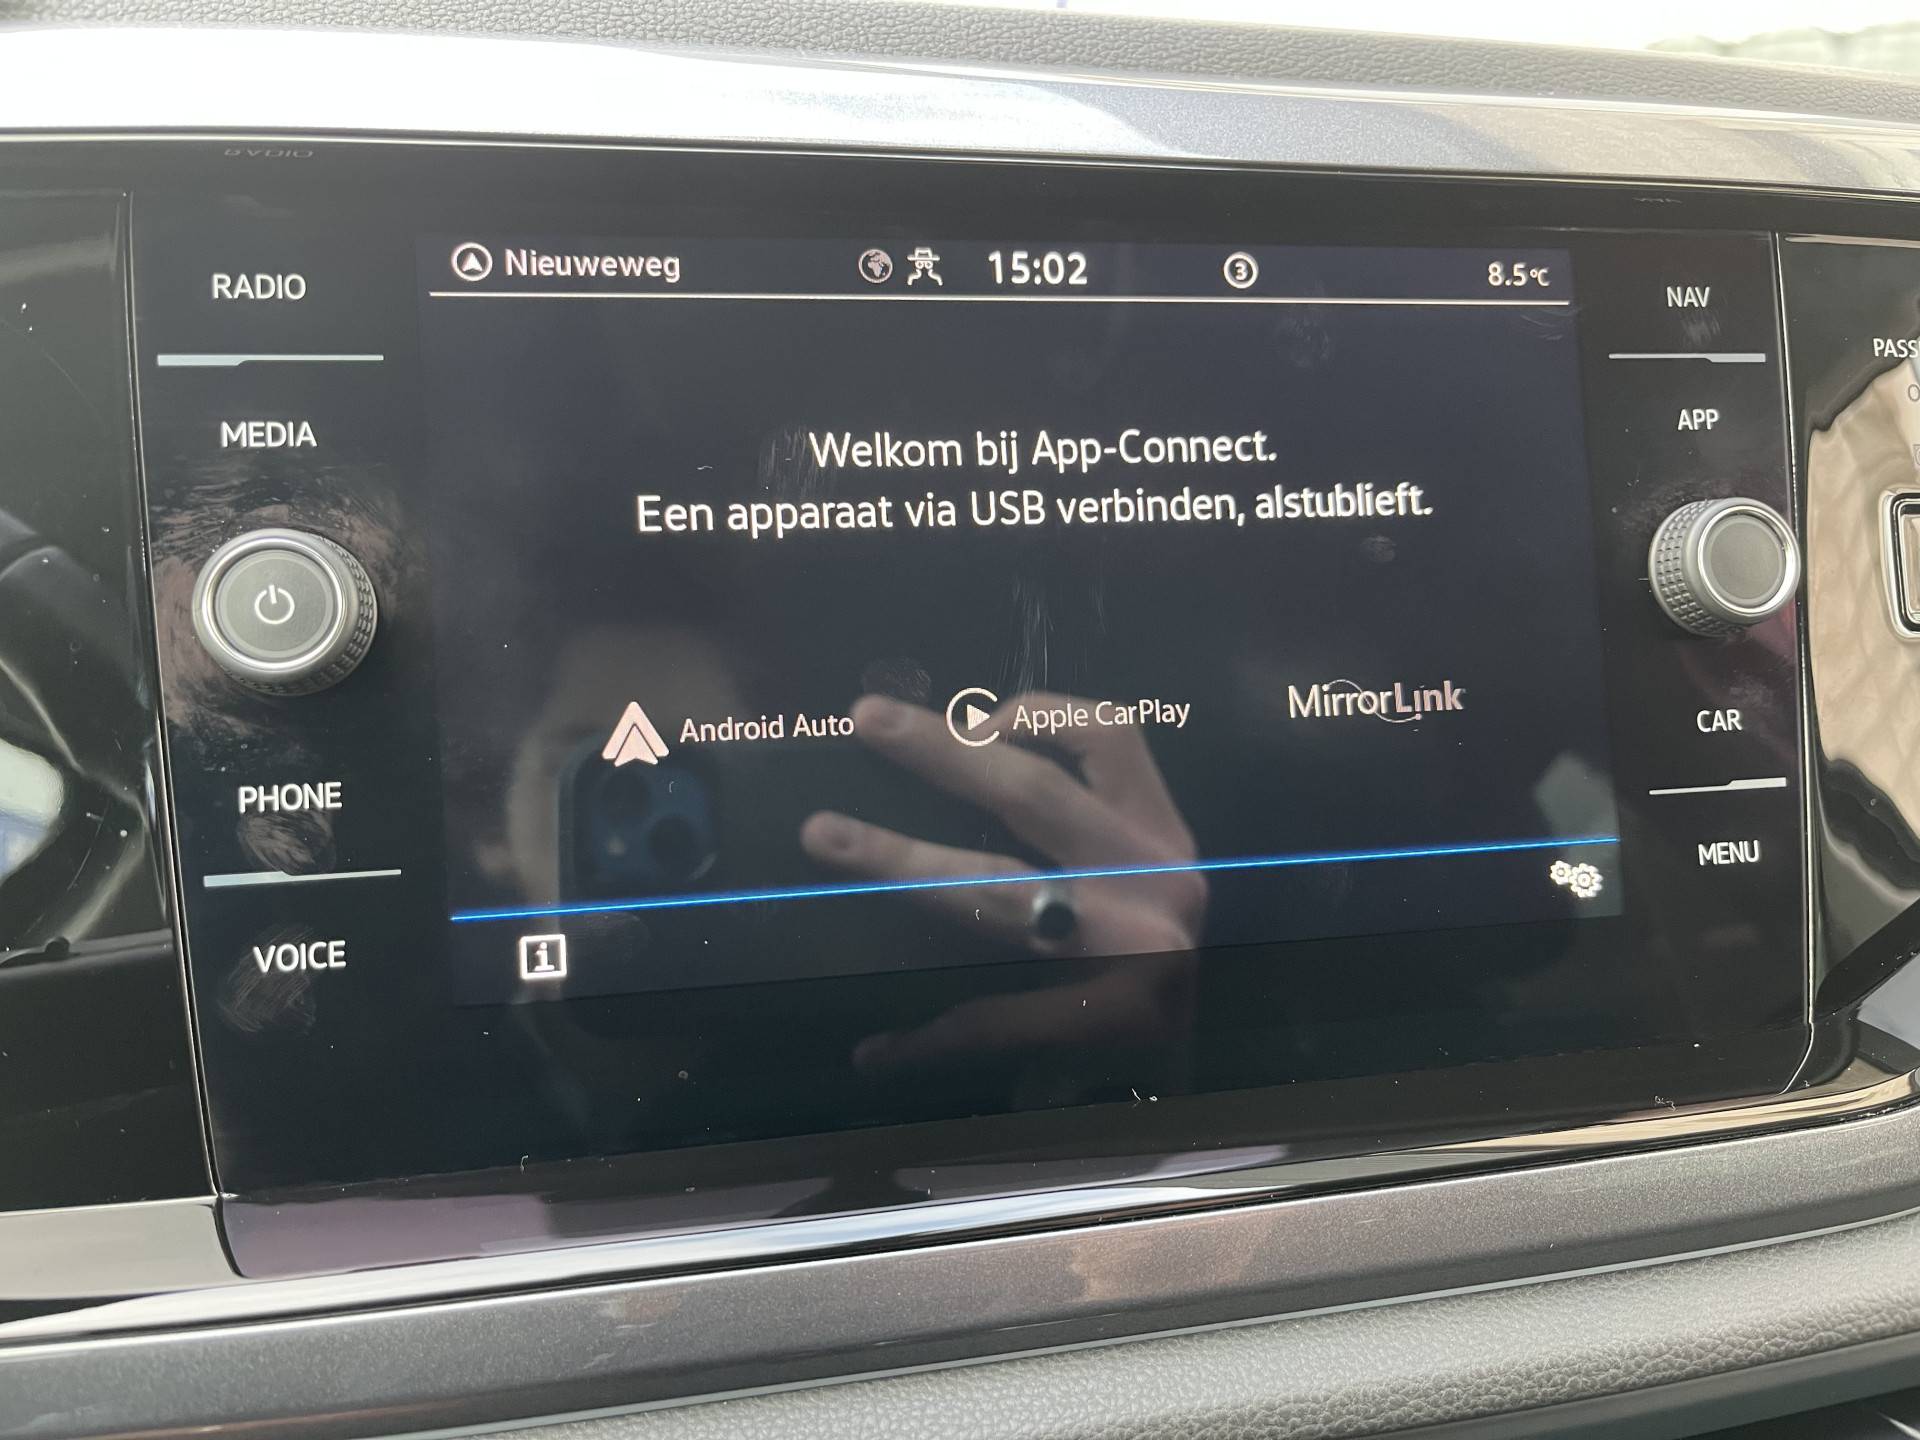 RADIO
MEDIA
PHONE
VOICE
Nieuweweg
15:02
3
8.5°C
Welkom bij App-Connect.
Een apparaat via USB verbinden, alstublieft.
Android Auto
Apple CarPlay
MirrorLink
i
NAV
APP
CAR
MENU
PASS